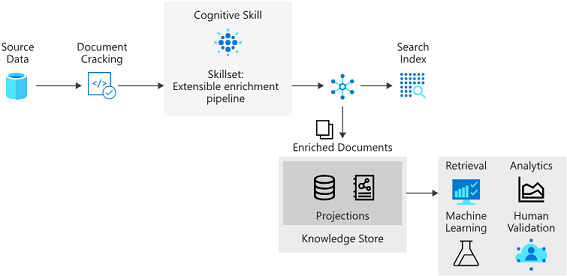 Source
Data
Document
Cracking
</>
Cognitive Skill
Skillset:
Extensible enrichment
pipeline
Search
Index
Enriched Documents
Projections
Knowledge Store
Retrieval
Analytics
Machine
Learning
Human
Validation